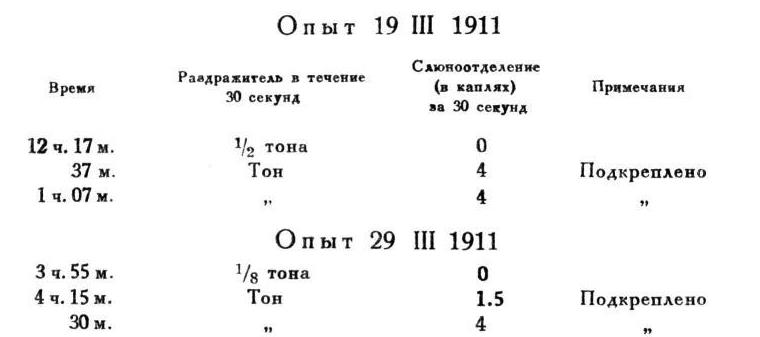 Опыт 19 III 1911
Время Раздражитель в течение 30 секунд Слюноотделение (в каплях) за 30 секунд Примечания
12 ч. 17 м. 1/2 тона 0
37 м. Тон 4 Подкреплено
1 ч. 07 м. „ 4 „
Опыт 29 III 1911
3 ч. 55 м. 1/8 тона 0
4 ч. 15 м. Тон 1.5 Подкреплено
30 м. „ 4 „